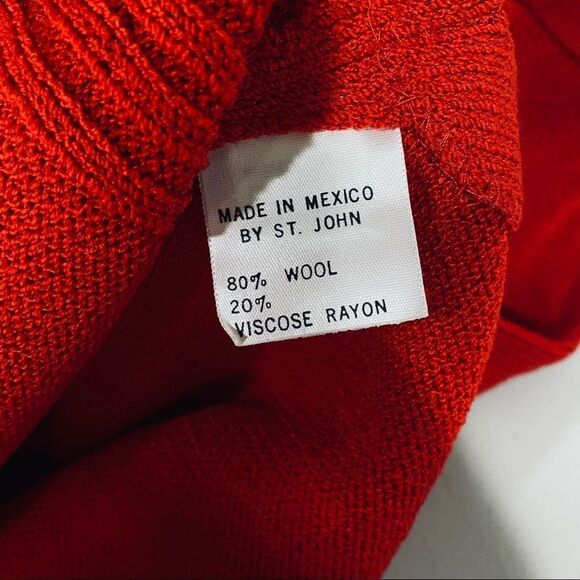 MADE IN MEXICO
BY ST. JOHN
80% WOOL
20%
VISCOSE RAYON